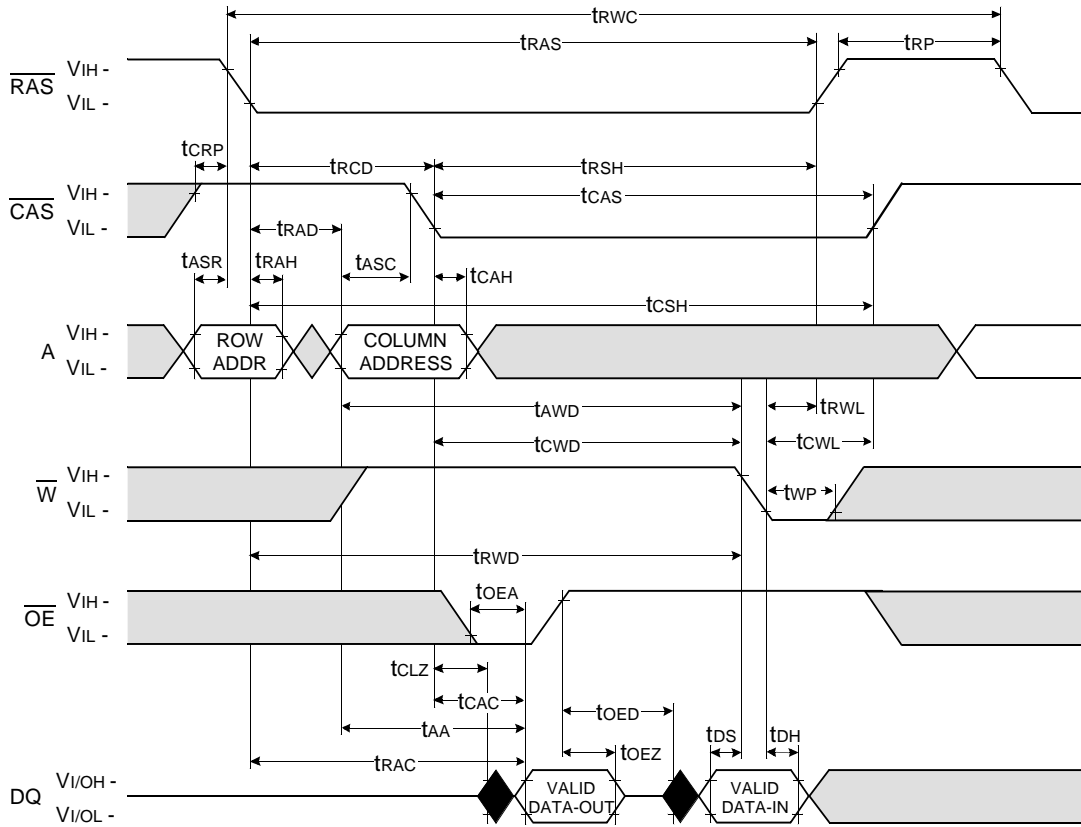 tRWC
tRAS
tRP
RAS
VIH -
VIL -
tCRP
tRCD
tRSH
CAS
VIH -
VIL -
tCAS
tRAD
tASR
tRAH
tASC
tCAH
tCSH
A
VIH -
VIL -
ROW
ADDR
COLUMN
ADDRESS
tAWD
tRWL
tCWD
tCWL
W
VIH -
VIL -
tWP
tRWD
OE
VIH -
VIL -
tOEA
tCLZ
tCAC
tOED
tAA
tOEZ
tDS
tDH
tRAC
DQ
VI/OH -
VI/OL -
VALID
DATA-OUT
VALID
DATA-IN